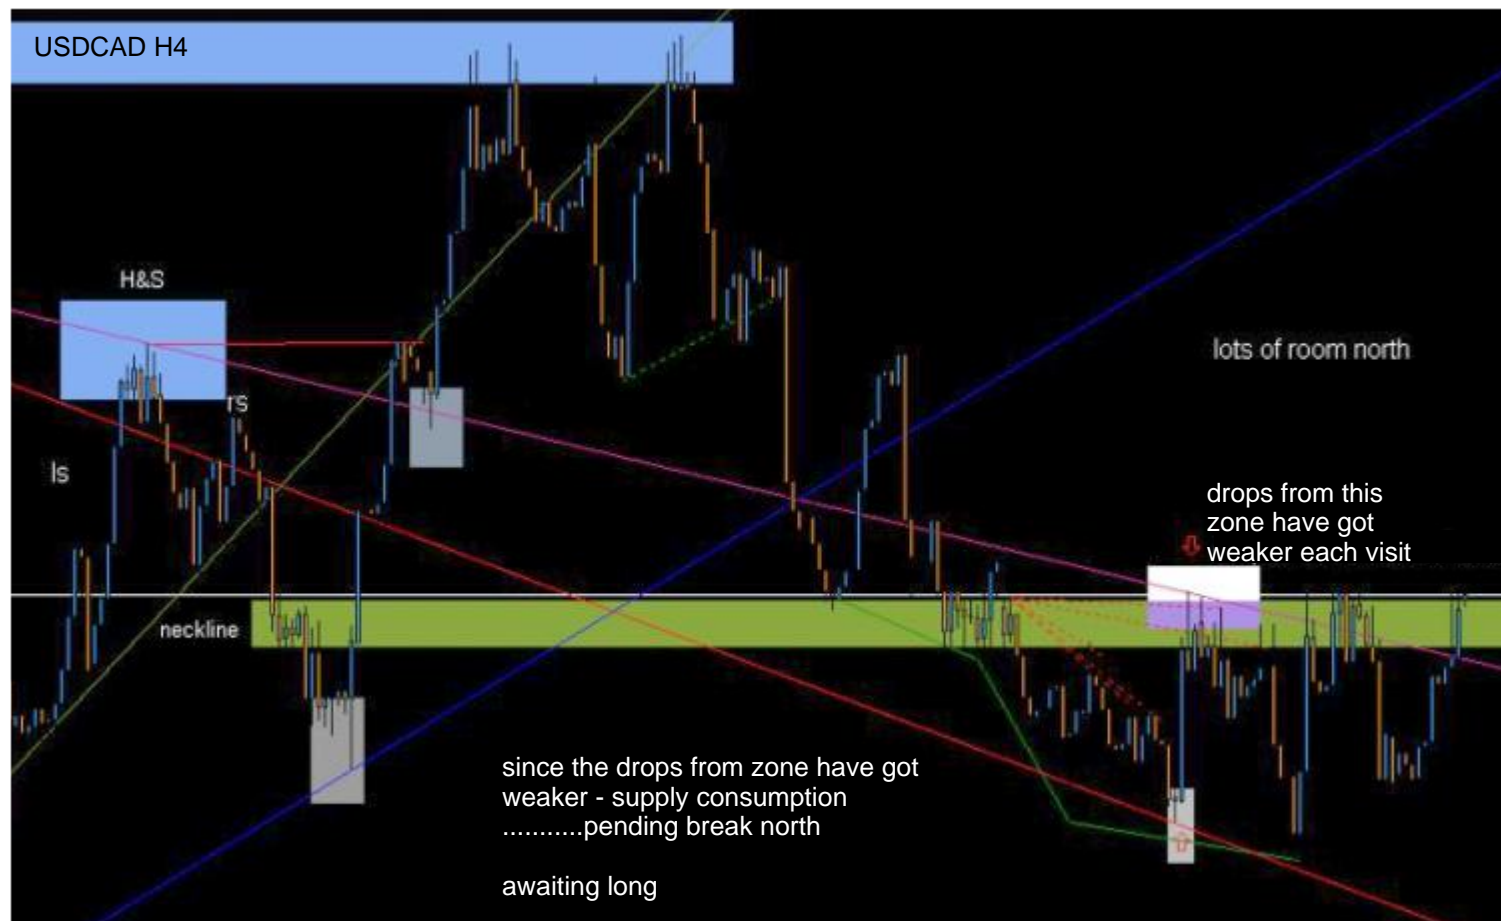 USDCAD H4
H&S
lots of room north
rs
ls
drops from this
zone have got
weaker each visit
neckline
since the drops from zone have got
weaker - supply consumption
...........pending break north
awaiting long